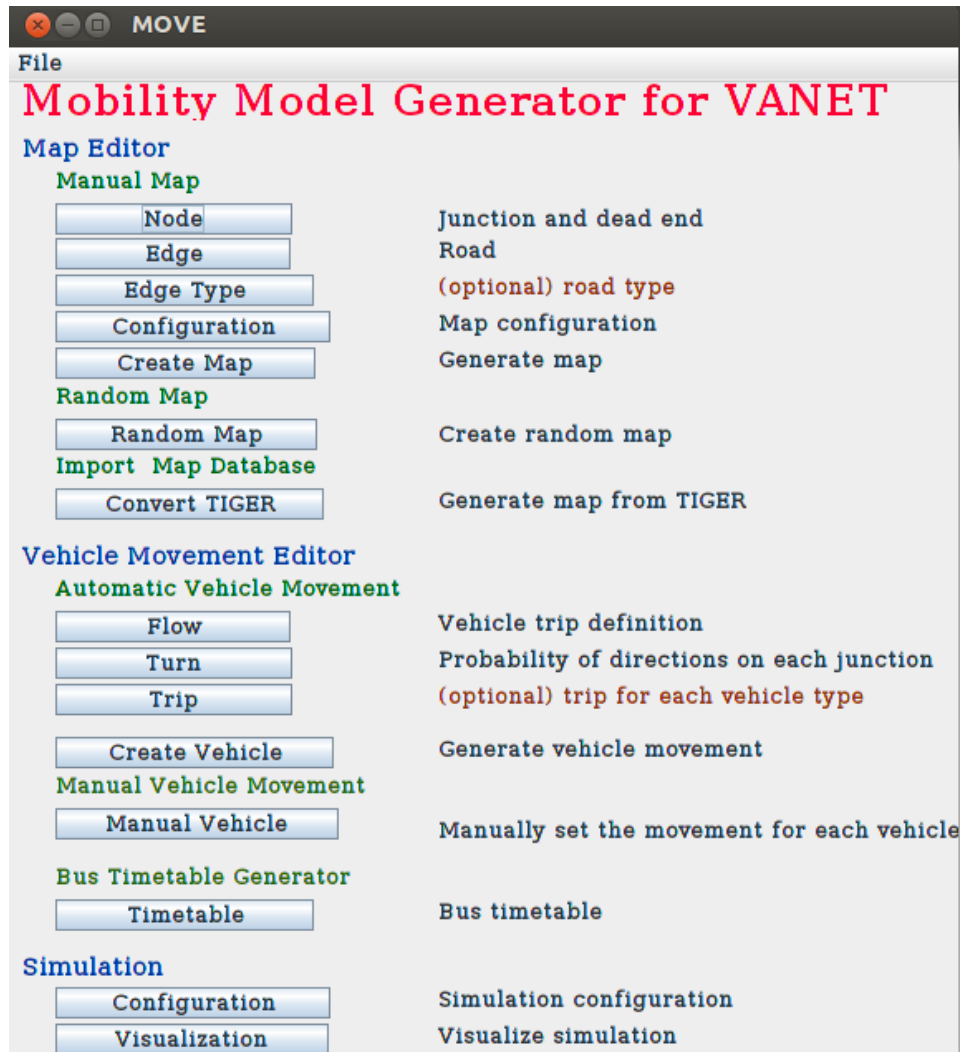 MOVE
File
Mobility Model Generator for VANET
Map Editor
Manual Map
Node Junction and dead end
Edge Road
Edge Type (optional) road type
Configuration Map configuration
Create Map Generate map
Random Map
Random Map Create random map
Import Map Database
Convert TIGER Generate map from TIGER
Vehicle Movement Editor
Automatic Vehicle Movement
Flow Vehicle trip definition
Turn Probability of directions on each junction
Trip (optional) trip for each vehicle type
Create Vehicle Generate vehicle movement
Manual Vehicle Movement
Manual Vehicle Manually set the movement for each vehicle
Bus Timetable Generator
Timetable Bus timetable
Simulation
Configuration Simulation configuration
Visualization Visualize simulation